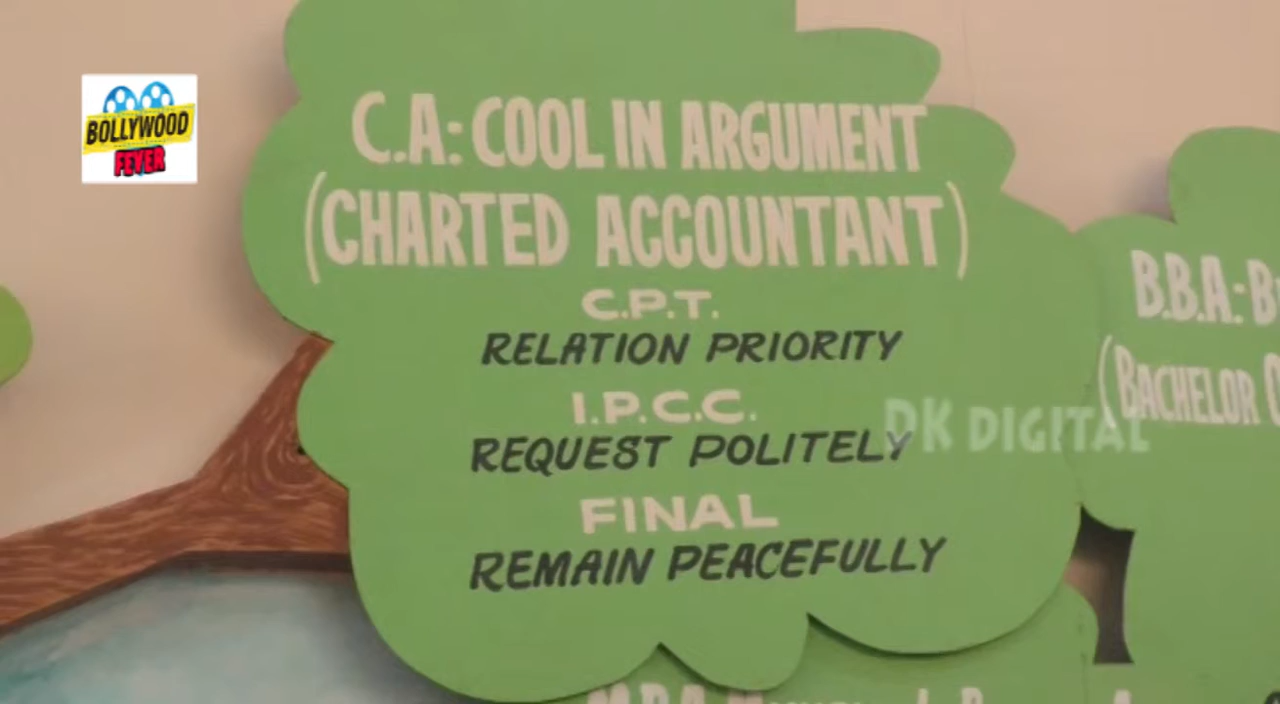 BOLLYWOOD
FEVER
C.A: COOL IN ARGUMENT
(CHARTED ACCOUNTANT)
C.P.T.
RELATION PRIORITY
I.P.C.C.
REQUEST POLITELY
FINAL
REMAIN PEACEFULLY
DK DIGITAL
B.B.A:
(BACHELOR